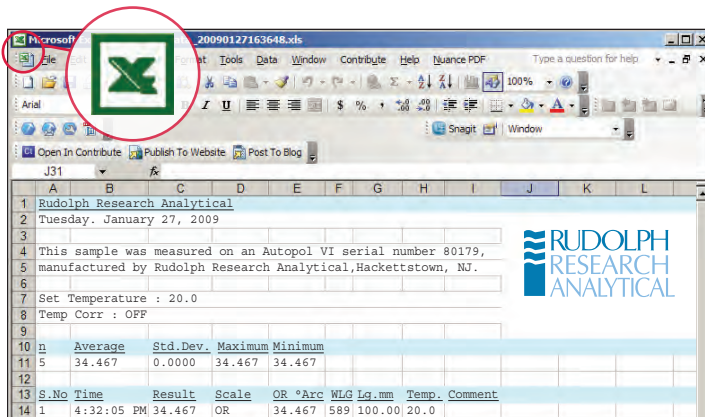 Microsof _20090127163648.xls
File mat Tools Data Window Contribute Help Nuance PDF Type a question for help
100%
Arial B I U $ % ,
Snagit Window
Open In Contribute Publish To Website Post To Blog
J31 fx
A B C D E F G H I J K L
1 Rudolph Research Analytical
2 Tuesday. January 27, 2009
3
4 This sample was measured on an Autopol VI serial number 80179,
5 manufactured by Rudolph Research Analytical,Hackettstown, NJ.
6
7 Set Temperature : 20.0
8 Temp Corr : OFF
9
10 n Average Std.Dev. Maximum Minimum
11 5 34.467 0.0000 34.467 34.467
12
13 S.No Time Result Scale OR °Arc WLG Lg.mm Temp. Comment
14 1 4:32:05 PM 34.467 OR 34.467 589 100.00 20.0
RUDOLPH
RESEARCH
ANALYTICAL